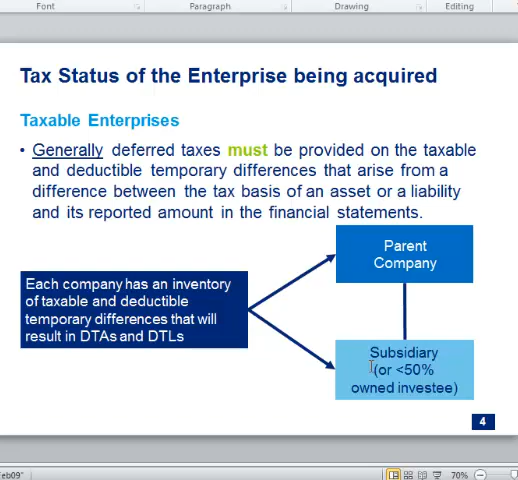 Font
Paragraph
Drawing
Editing
Tax Status of the Enterprise being acquired
Taxable Enterprises
• Generally deferred taxes must be provided on the taxable
and deductible temporary differences that arise from a
difference between the tax basis of an asset or a liability
and its reported amount in the financial statements.
Parent
Company
Each company has an inventory
of taxable and deductible
temporary differences that will
result in DTAs and DTLs
Subsidiary
(or <50%
owned investee)
4
eb09"
70%